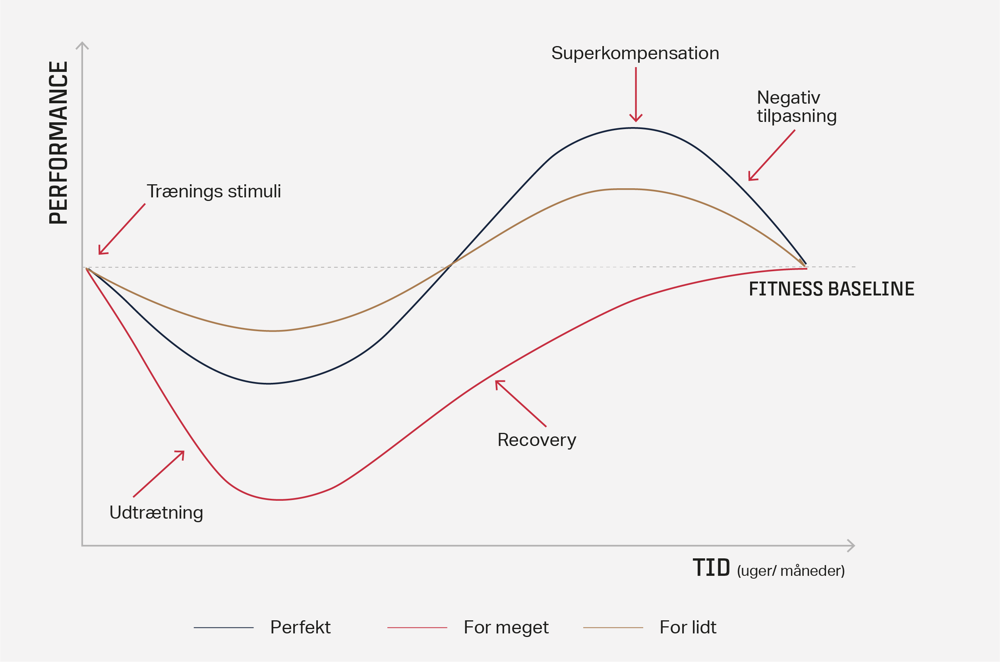 PERFORMANCE
Superkompensation
Negativ
tilpasning
Trænings stimuli
FITNESS BASELINE
Recovery
Udtrætning
TID (uger/ måneder)
Perfekt
For meget
For lidt